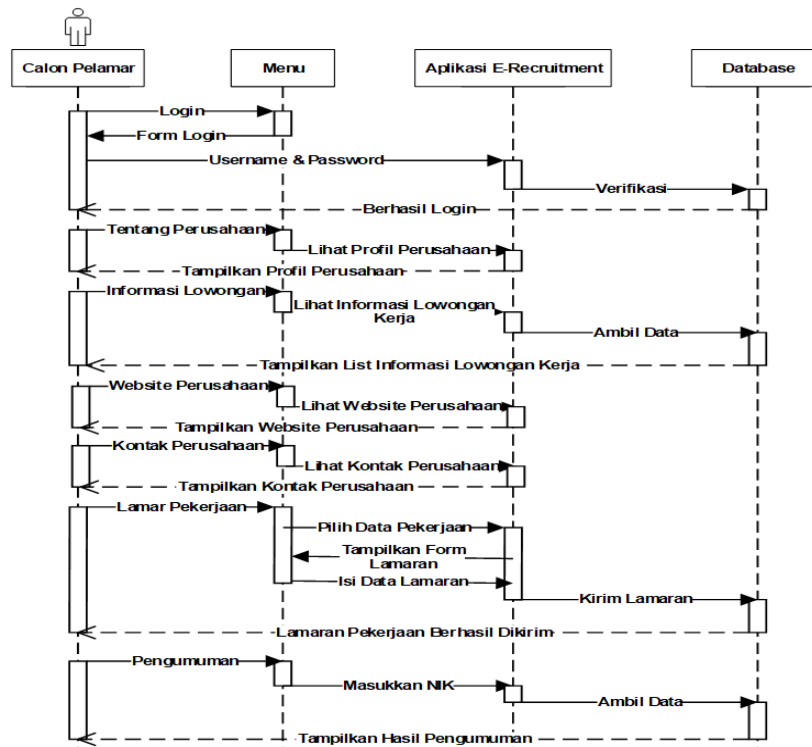 Calon Pelamar
Menu
Aplikasi E-Recruitment
Database
Login
Form Login
Username & Password
Verifikasi
Berhasil Login
Tentang Perusahaan
Lihat Profil Perusahaan
Tampilkan Profil Perusahaan
Informasi Lowongan
Lihat Informasi Lowongan
Kerja
Ambil Data
Tampilkan List Informasi Lowongan Kerja
Website Perusahaan
Lihat Website Perusahaan
Tampilkan Website Perusahaan
Kontak Perusahaan
Lihat Kontak Perusahaan
Tampilkan Kontak Perusahaan
Lamar Pekerjaan
Pilih Data Pekerjaan
Tampilkan Form
Lamaran
Isi Data Lamaran
Kirim Lamaran
Lamaran Pekerjaan Berhasil Dikirim
Pengumuman
Masukkan NIK
Ambil Data
Tampilkan Hasil Pengumuman